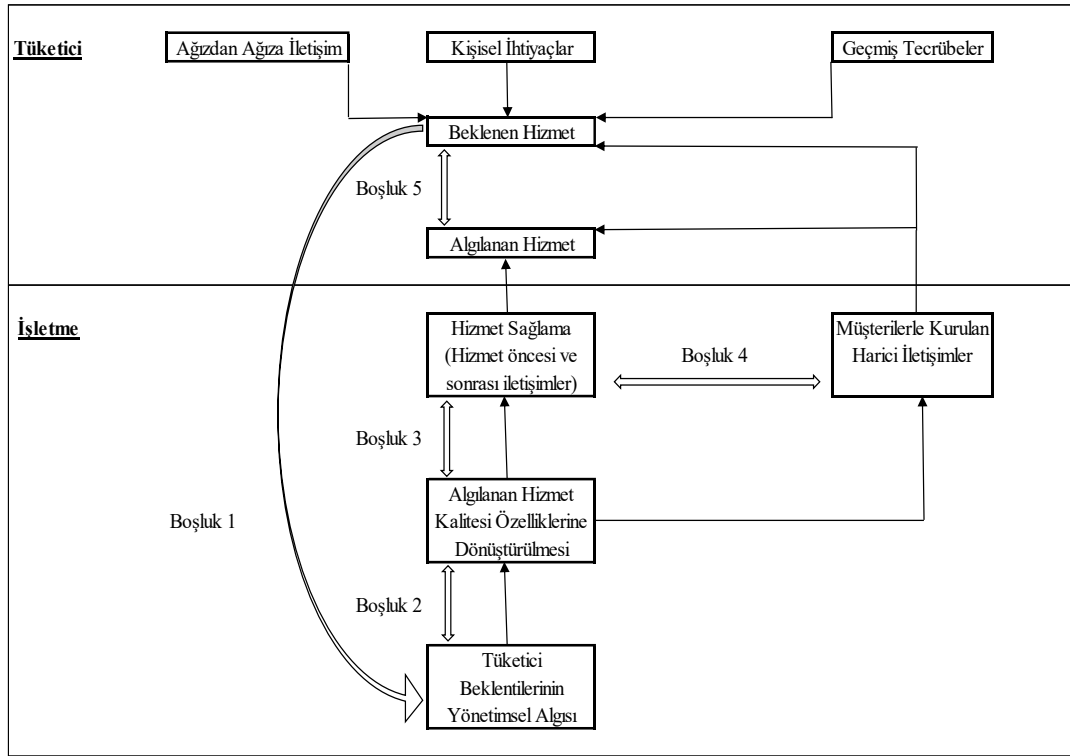 Tüketici
Ağızdan Ağıza İletişim
Kişisel İhtiyaçlar
Geçmiş Tecrübeler
Beklenen Hizmet
Boşluk 5
Algılanan Hizmet
İşletme
Hizmet Sağlama
(Hizmet öncesi ve
sonrası iletişimler)
Boşluk 4
Müşterilerle Kurulan
Harici İletişimler
Boşluk 3
Algılanan Hizmet
Kalitesi Özelliklerine
Dönüştürülmesi
Boşluk 1
Boşluk 2
Tüketici
Beklentilerinin
Yönetimsel Algısı